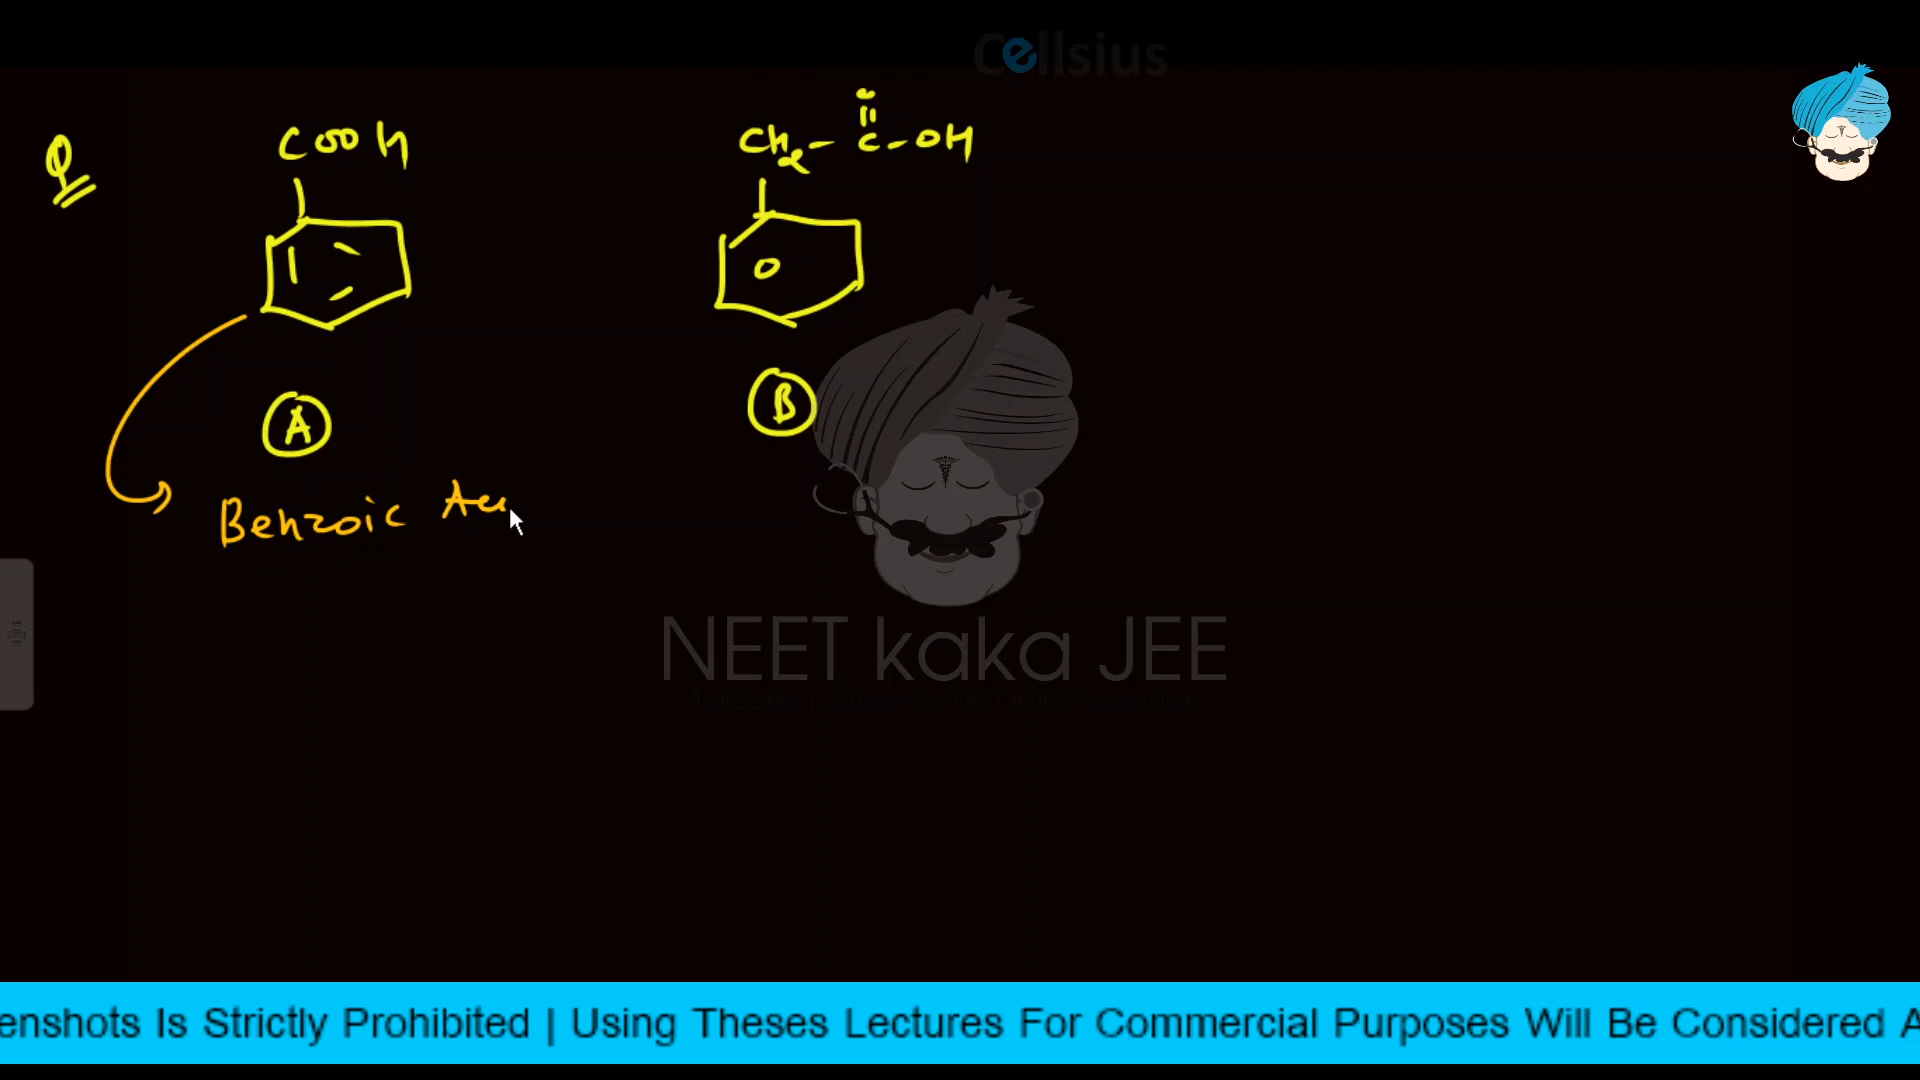 Cellsius
Q
COOH
CH2 - C - OH
O
A
B
Benzoic Aci
NEET kaka JEE
enshots Is Strictly Prohibited | Using Theses Lectures For Commercial Purposes Will Be Considered A